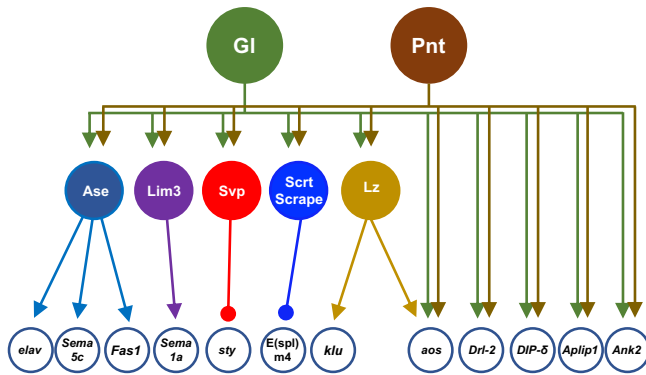 Gl
Pnt
Ase
Lim3
Svp
Scrt
Scrape
Lz
elav
Sema
5c
Fas1
Sema
1a
sty
E(spl)
m4
klu
aos
Drl-2
DIP-δ
Aplip1
Ank2